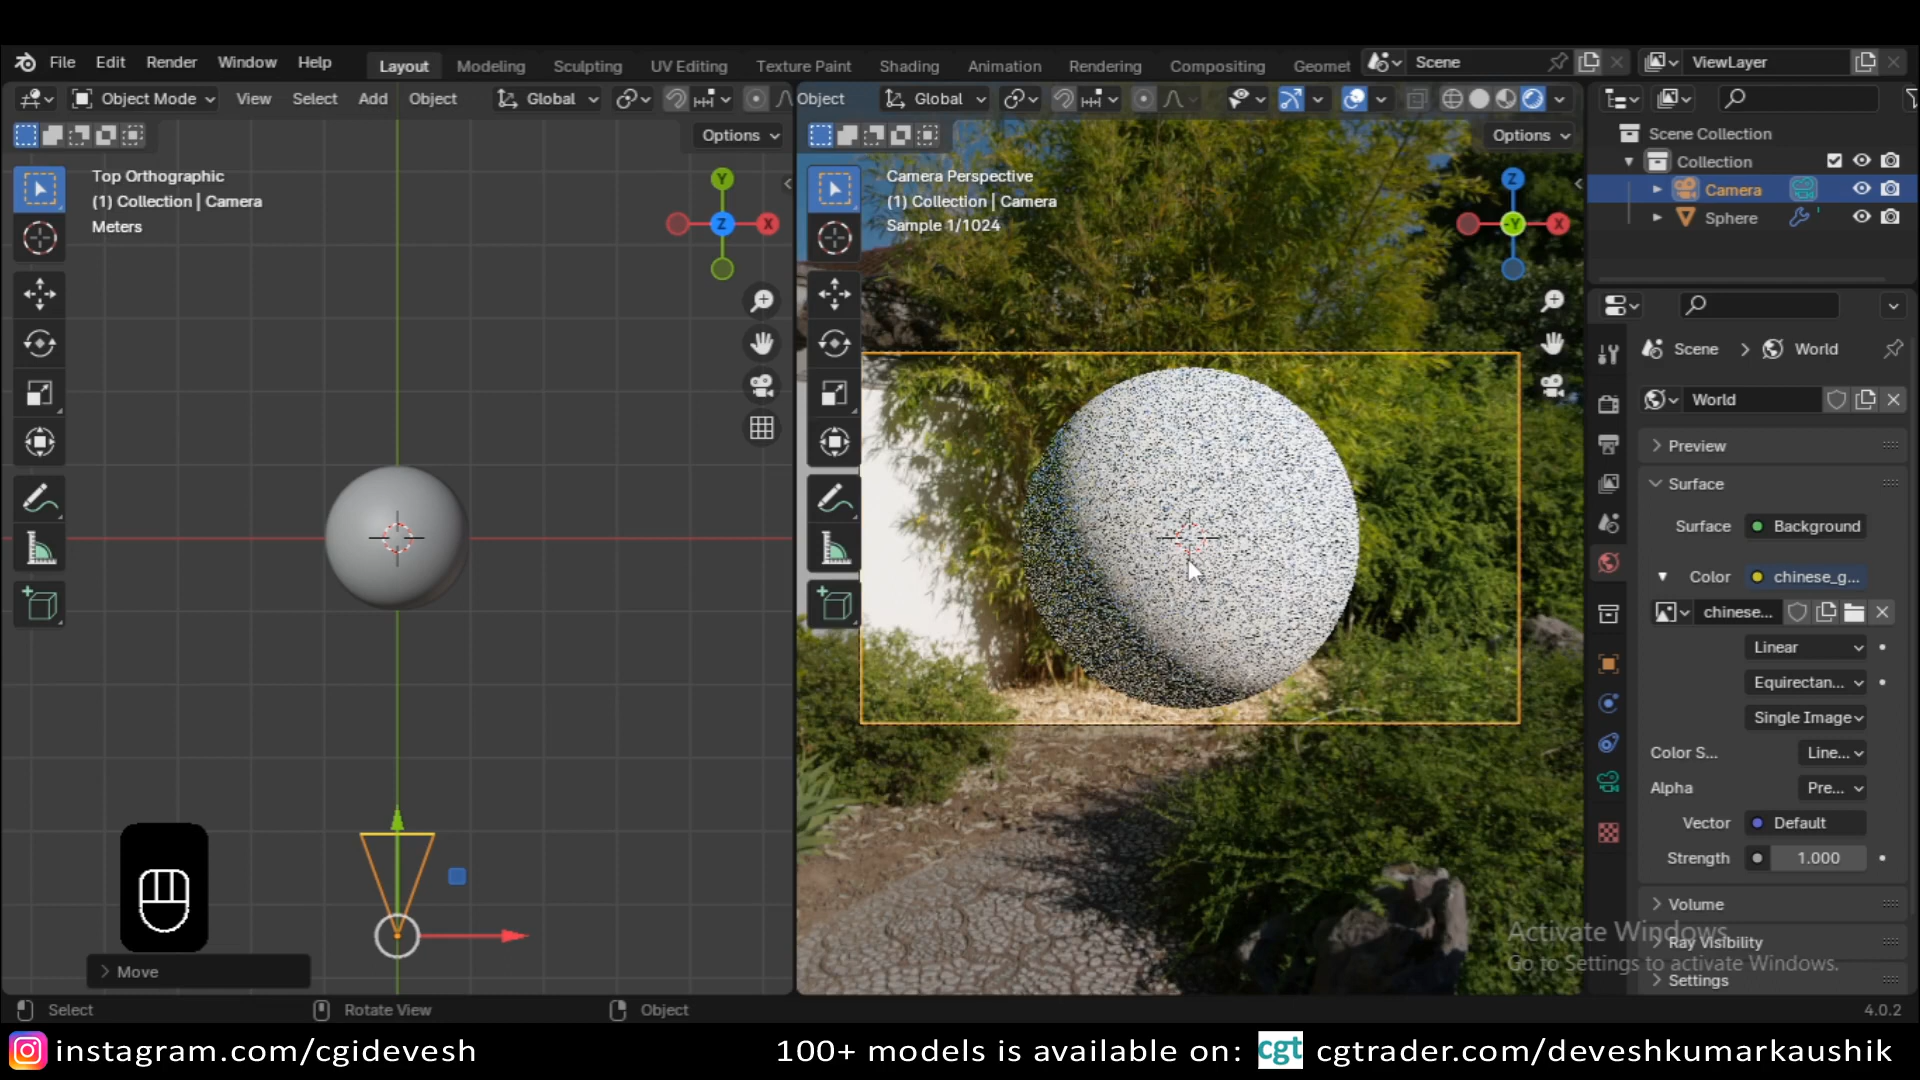 File Edit Render Window Help Layout Modeling Sculpting UV Editing Texture Paint Shading Animation Rendering Compositing Geomet Scene ViewLayer
Object Mode View Select Add Object Global Object Global
Options Options
Top Orthographic
(1) Collection | Camera
Meters
Y
Z
X
Camera Perspective
(1) Collection | Camera
Sample 1/1024
Z
-Y
X
Scene Collection
Collection
Camera
Sphere
Scene World
World
Preview
Surface
Surface Background
Color chinese_g...
chinese...
Linear
Equirectan...
Single Image
Color S... Line...
Alpha Pre...
Vector Default
Strength 1.000
Volume
Ray Visibility
Settings
Activate Windows
Go to Settings to activate Windows.
Move
Select Rotate View Object 4.0.2
instagram.com/cgidevesh 100+ models is available on: cgt cgtrader.com/deveshkumarkaushik